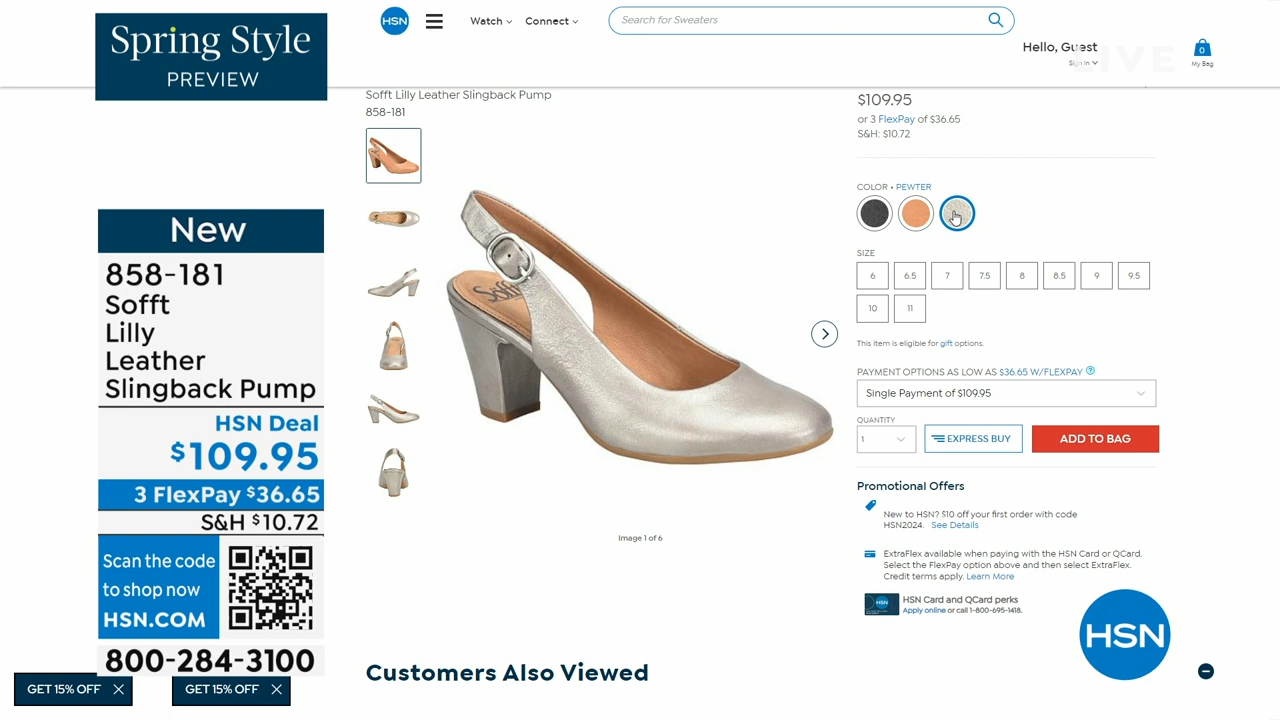 Spring Style
PREVIEW
HSN
Watch
Connect
Search for Sweaters
Hello, Guest
Sign In
LIVE
0
My Bag
Sofft Lilly Leather Slingback Pump
858-181
$109.95
or 3 FlexPay of $36.65
S&H: $10.72
COLOR • PEWTER
SIZE
6 6.5 7 7.5 8 8.5 9 9.5
10 11
This item is eligible for gift options.
PAYMENT OPTIONS AS LOW AS $36.65 W/FLEXPAY ?
Single Payment of $109.95
QUANTITY
1
EXPRESS BUY
ADD TO BAG
Promotional Offers
New to HSN? $10 off your first order with code
HSN2024. See Details
ExtraFlex available when paying with the HSN Card or QCard.
Select the FlexPay option above and then select ExtraFlex.
Credit terms apply. Learn More
HSN Card and QCard perks
Apply online or call 1-800-695-1418.
Sofft
Image 1 of 6
New
858-181
Sofft
Lilly
Leather
Slingback Pump
HSN Deal
$109.95
3 FlexPay $36.65
S&H $10.72
Scan the code
to shop now
HSN.COM
800-284-3100
GET 15% OFF
GET 15% OFF
Customers Also Viewed
HSN